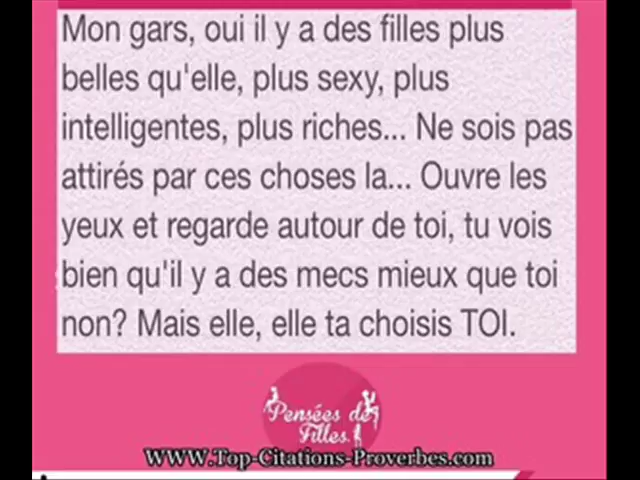 Mon gars, oui il y a des filles plus
belles qu'elle, plus sexy, plus
intelligentes, plus riches... Ne sois pas
attirés par ces choses la... Ouvre les
yeux et regarde autour de toi, tu vois
bien qu'il y a des mecs mieux que toi
non? Mais elle, elle ta choisis TOI.
Pensées de
Filles
WWW.Top-Citations-Proverbes.com